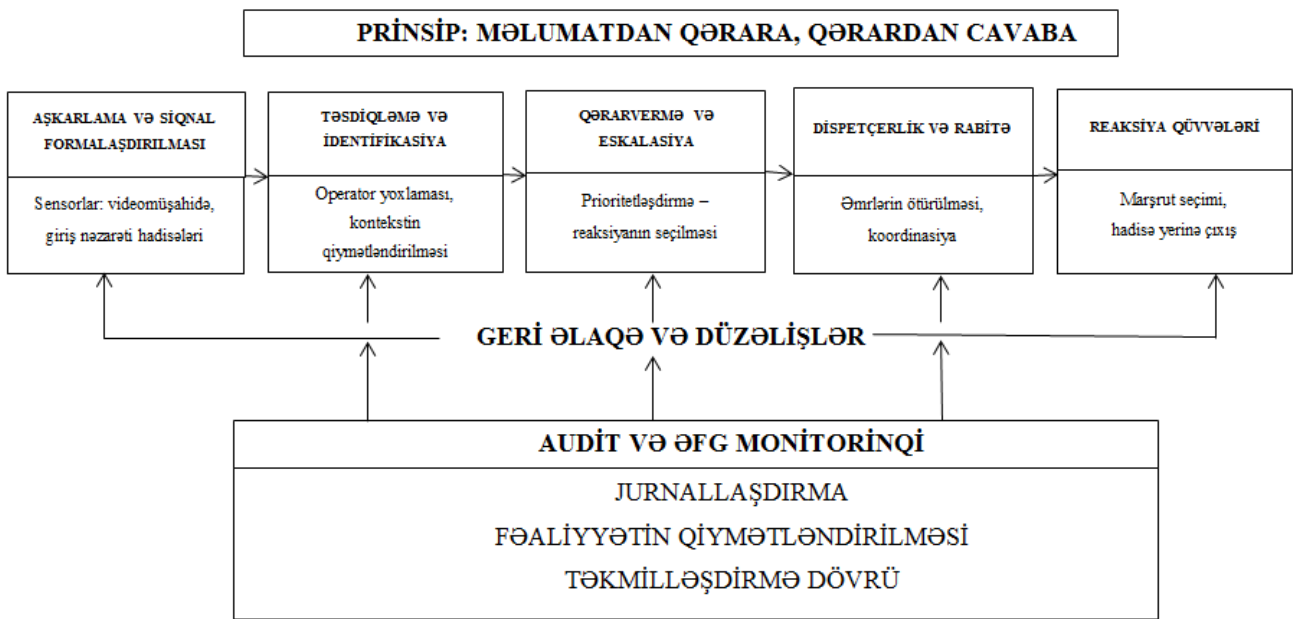 PRİNSİP: MƏLUMATDAN QƏRARA, QƏRARDAN CAVABA
AŞKARLAMA VƏ SİQNAL
FORMALAŞDIRILMASI
Sensorlar: videomüşahidə,
giriş nəzarəti hadisələri
TƏSDİQLƏMƏ VƏ
İDENTİFİKASİYA
Operator yoxlaması,
kontekstin
qiymətləndirilməsi
QƏRARVERMƏ VƏ
ESKALASİYA
Prioritetləşdirmə –
reaksiyanın seçilməsi
DİSPETÇERLİK VƏ RABİTƏ
Əmrlərin ötürülməsi,
koordinasiya
REAKSİYA QÜVVƏLƏRİ
Marşrut seçimi,
hadisə yerinə çıxış
GERİ ƏLAQƏ VƏ DÜZƏLİŞLƏR
AUDİT VƏ ƏFG MONİTORİNQİ
JURNALLAŞDIRMA
FƏALİYYƏTİN QİYMƏTLƏNDİRİLMƏSİ
TƏKMİLLƏŞDİRMƏ DÖVRÜ